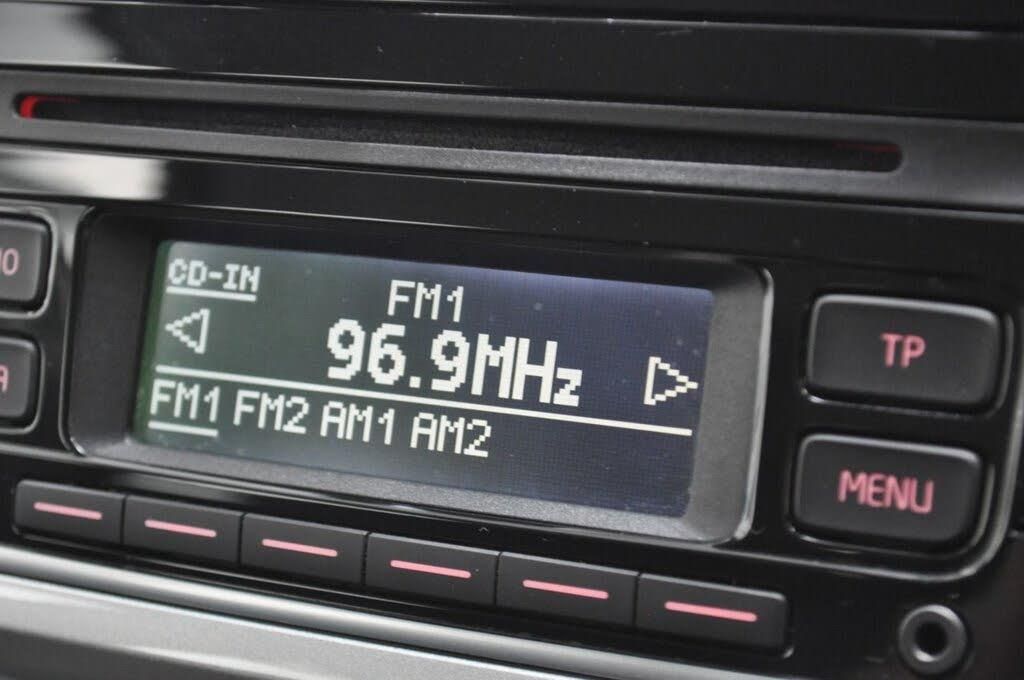 CD-IN
FM1
96.9MHz
FM1 FM2 AM1 AM2
TP
MENU